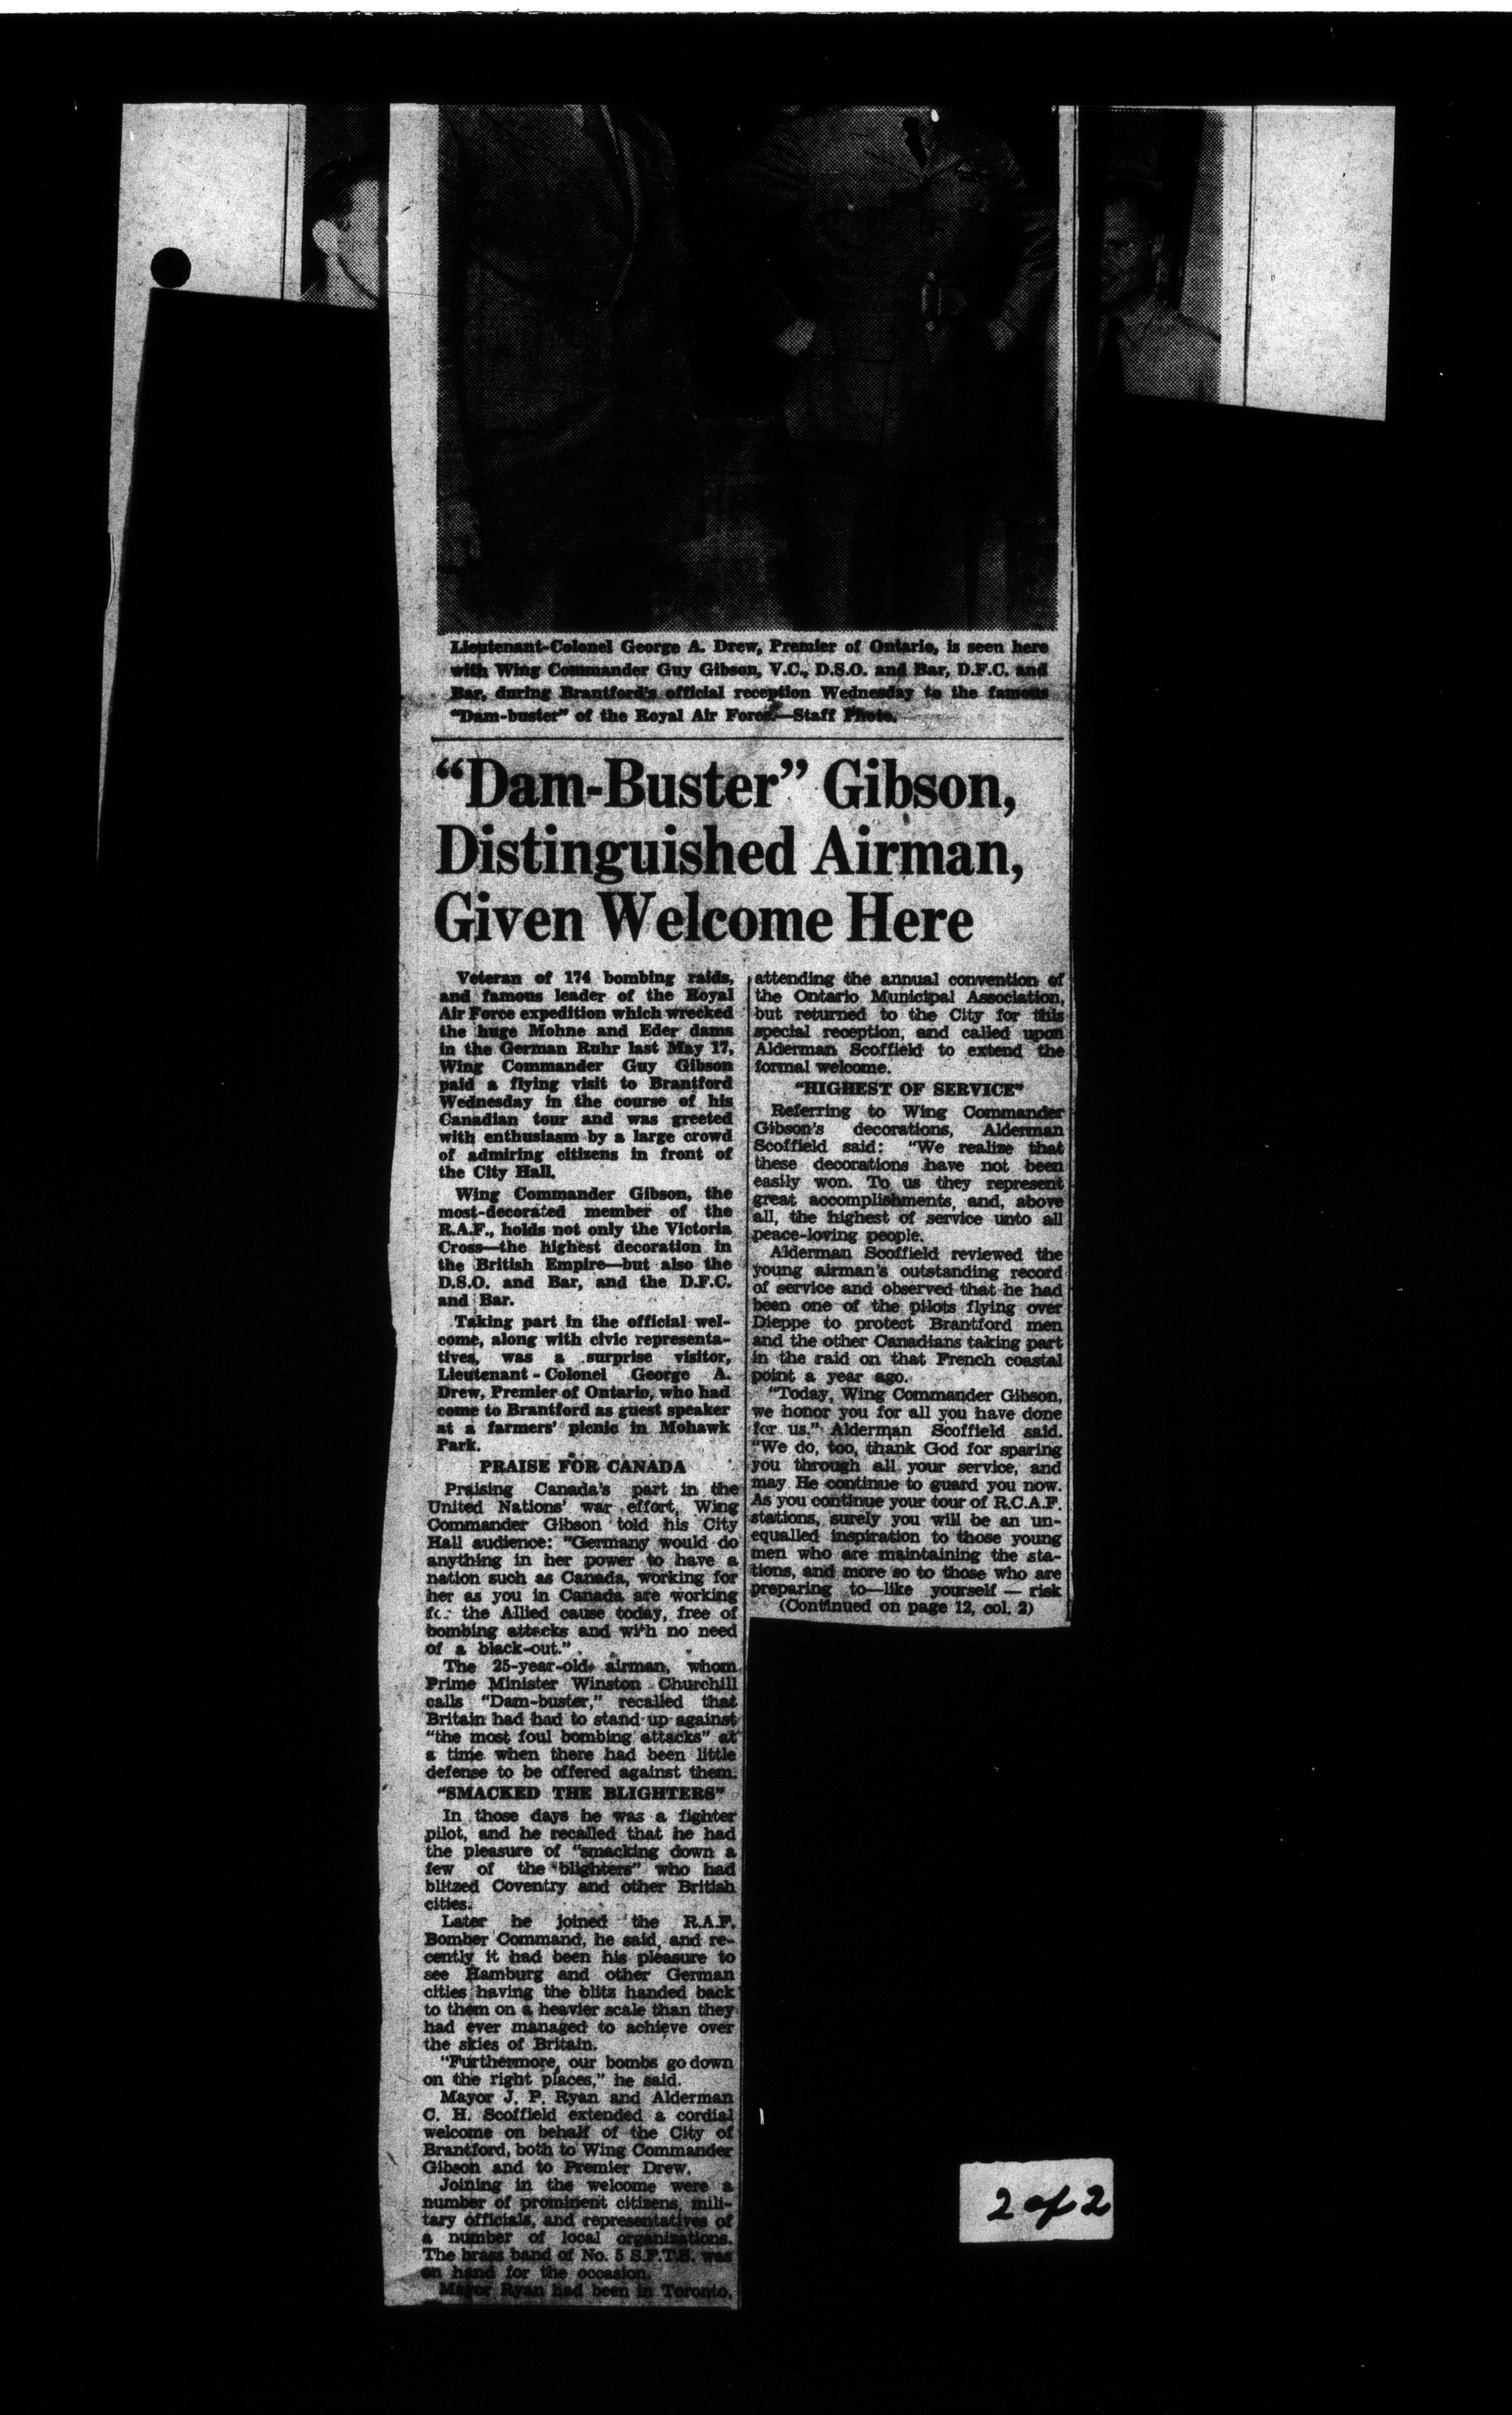 Lieutenant-Colonel George A. Drew, Premier of Ontario, is seen here
with Wing Commander Guy Gibson, V.C., D.S.O. and Bar, D.F.C. and
Bar, during Brantford's official reception Wednesday to the famous
"Dam-buster" of the Royal Air Force.—Staff Photo.
"Dam-Buster" Gibson,
Distinguished Airman,
Given Welcome Here
Veteran of 174 bombing raids,
and famous leader of the Royal
Air Force expedition which wrecked
the huge Mohne and Eder dams
in the German Ruhr last May 17,
Wing Commander Guy Gibson
paid a flying visit to Brantford
Wednesday in the course of his
Canadian tour and was greeted
with enthusiasm by a large crowd
of admiring citizens in front of
the City Hall.
Wing Commander Gibson, the
most-decorated member of the
R.A.F., holds not only the Victoria
Cross—the highest decoration in
the British Empire—but also the
D.S.O. and Bar, and the D.F.C.
and Bar.
Taking part in the official wel-
come, along with civic representa-
tives, was a surprise visitor,
Lieutenant-Colonel George A.
Drew, Premier of Ontario, who had
come to Brantford as guest speaker
at a farmers' picnic in Mohawk
Park.
PRAISE FOR CANADA
Praising Canada's part in the
United Nations' war effort, Wing
Commander Gibson told his City
Hall audience: "Germany would do
anything in her power to have a
nation such as Canada, working for
her as you in Canada are working
for the Allied cause today, free of
bombing attacks and with no need
of a black-out."
The 25-year-old airman, whom
Prime Minister Winston Churchill
calls "Dam-buster," recalled that
Britain had had to stand up against
"the most foul bombing attacks" at
a time when there had been little
defense to be offered against them.
"SMACKED THE BLIGHTERS"
In those days he was a fighter
pilot, and he recalled that he had
the pleasure of "smacking down a
few of the blighters" who had
blitzed Coventry and other British
cities.
Later he joined the R.A.F.
Bomber Command, he said, and re-
cently it had been his pleasure to
see Hamburg and other German
cities having the blitz handed back
to them on a heavier scale than they
had ever managed to achieve over
the skies of Britain.
"Furthermore, our bombs go down
on the right places," he said.
Mayor J. P. Ryan and Alderman
C. H. Scoffield extended a cordial
welcome on behalf of the City of
Brantford, both to Wing Commander
Gibson and to Premier Drew.
Joining in the welcome were a
number of prominent citizens, mili-
tary officials, and representatives of
a number of local organizations.
The brass band of No. 5 S.F.T.S. was
on hand for the occasion.
Mayor Ryan had been in Toronto,
attending the annual convention of
the Ontario Municipal Association,
but returned to the City for this
special reception, and called upon
Alderman Scoffield to extend the
formal welcome.
"HIGHEST OF SERVICE"
Referring to Wing Commander
Gibson's decorations, Alderman
Scoffield said: "We realize that
these decorations have not been
easily won. To us they represent
great accomplishments, and, above
all, the highest of service unto all
peace-loving people.
Alderman Scoffield reviewed the
young airman's outstanding record
of service and observed that he had
been one of the pilots flying over
Dieppe to protect Brantford men
and the other Canadians taking part
in the raid on that French coastal
point a year ago.
"Today, Wing Commander Gibson,
we honor you for all you have done
for us," Alderman Scoffield said.
"We do, too, thank God for sparing
you through all your service, and
may He continue to guard you now.
As you continue your tour of R.C.A.F.
stations, surely you will be an un-
equalled inspiration to those young
men who are maintaining the sta-
tions, and more so to those who are
preparing to—like yourself — risk
(Continued on page 12, col. 2)
2 of 2